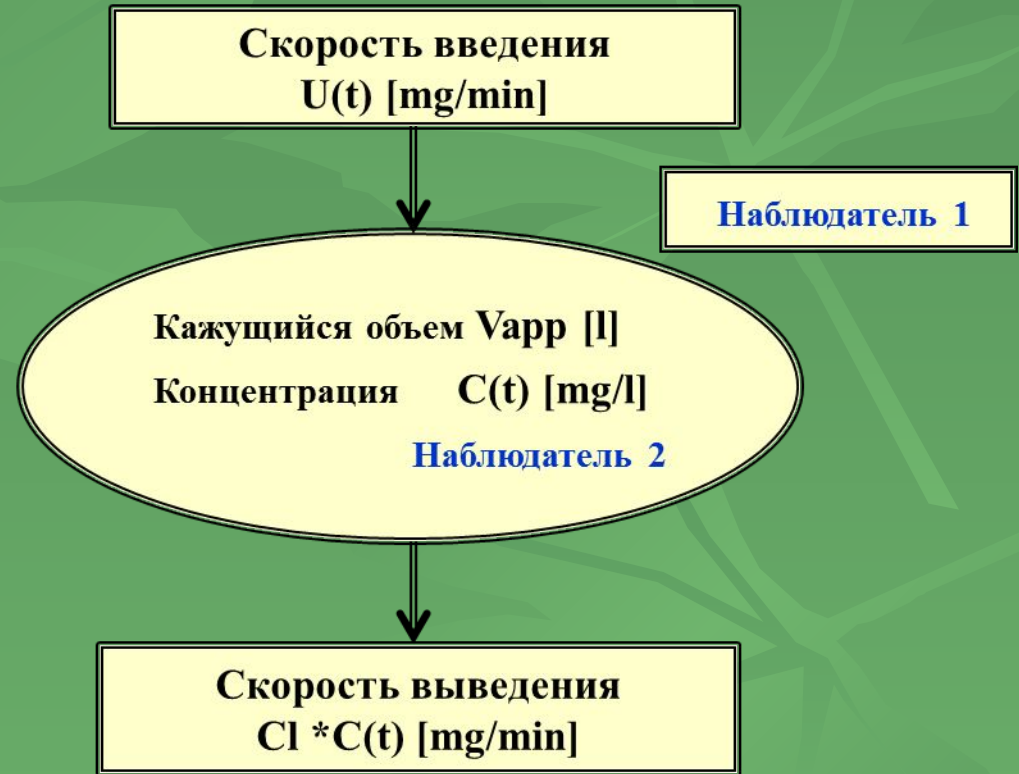 Скорость введения
U(t) [mg/min]
Наблюдатель 1
Кажущийся объем Vapp [l]
Концентрация C(t) [mg/l]
Наблюдатель 2
Скорость выведения
Cl *C(t) [mg/min]